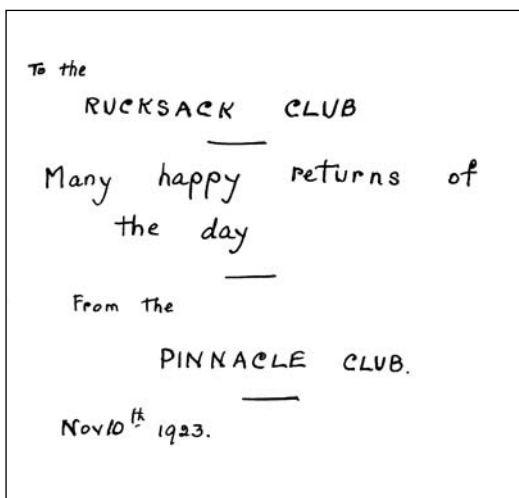 To the
RUCKSACK CLUB
Many happy returns of
the day
From the
PINNACLE CLUB.
Nov 10th 1923.